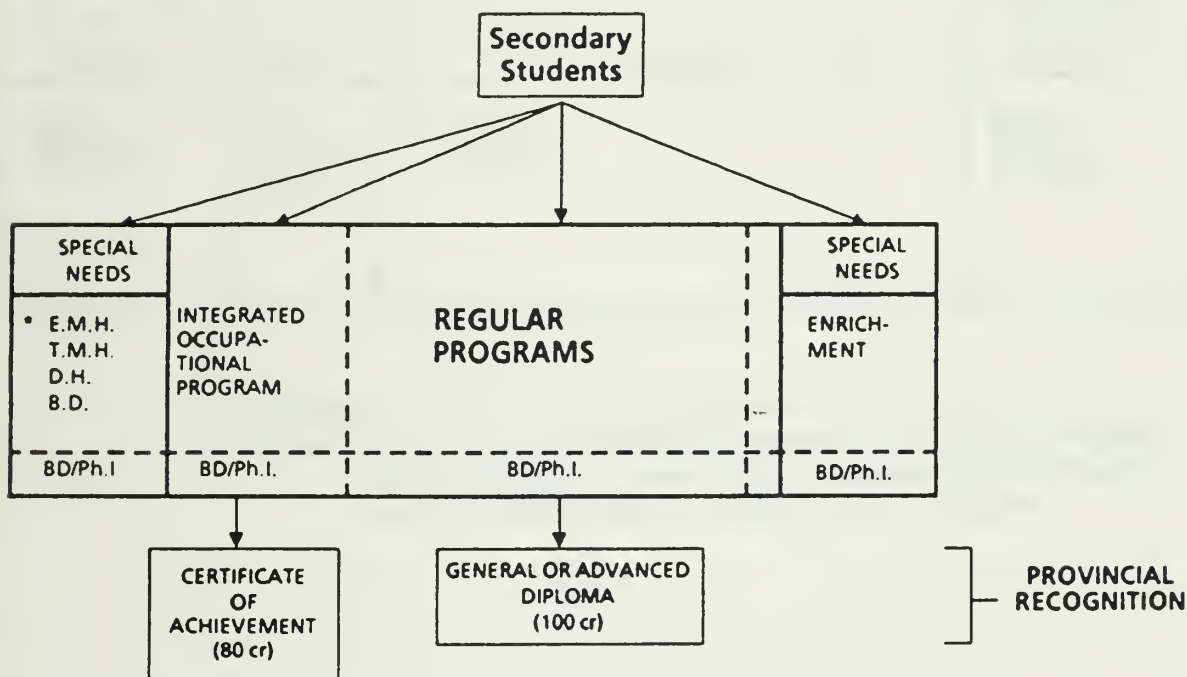 Secondary
Students
SPECIAL
NEEDS
* E.M.H.
T.M.H.
D.H.
B.D.
BD/Ph.I
INTEGRATED
OCCUPA-
TIONAL
PROGRAM
BD/Ph.I.
REGULAR
PROGRAMS
BD/Ph.I.
SPECIAL
NEEDS
ENRICH-
MENT
BD/Ph.I.
CERTIFICATE
OF
ACHIEVEMENT
(80 cr)
GENERAL OR ADVANCED
DIPLOMA
(100 cr)
PROVINCIAL
RECOGNITION